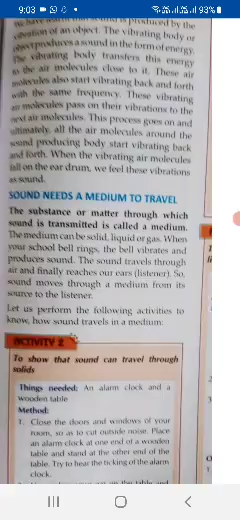 9:03
93%
We have learnt that sound is produced by the
vibration of an object. The vibrating body or
object produces a sound in the form of energy.
The vibrating body transfers this energy
to the air molecules close to it. These air
molecules also start vibrating back and forth
with the same frequency. These vibrating
air molecules pass on their vibrations to the
next air molecules. This process goes on and
ultimately, all the air molecules around the
sound producing body start vibrating back
and forth. When the vibrating air molecules
fall on the ear drum, we feel these vibrations
as sound.
SOUND NEEDS A MEDIUM TO TRAVEL
The substance or matter through which
sound is transmitted is called a medium.
The medium can be solid, liquid or gas. When
your school bell rings, the bell vibrates and
produces sound. The sound travels through
air and finally reaches our ears (listener). So,
sound moves through a medium from its
source to the listener.
Let us perform the following activities to
know, how sound travels in a medium:
ACTIVITY 2
To show that sound can travel through
solids
Things needed: An alarm clock and a
wooden table
Method:
1. Close the doors and windows of your
room, so as to cut outside noise. Place
an alarm clock at one end of a wooden
table and stand at the other end of the
table. Try to hear the ticking of the alarm
clock.